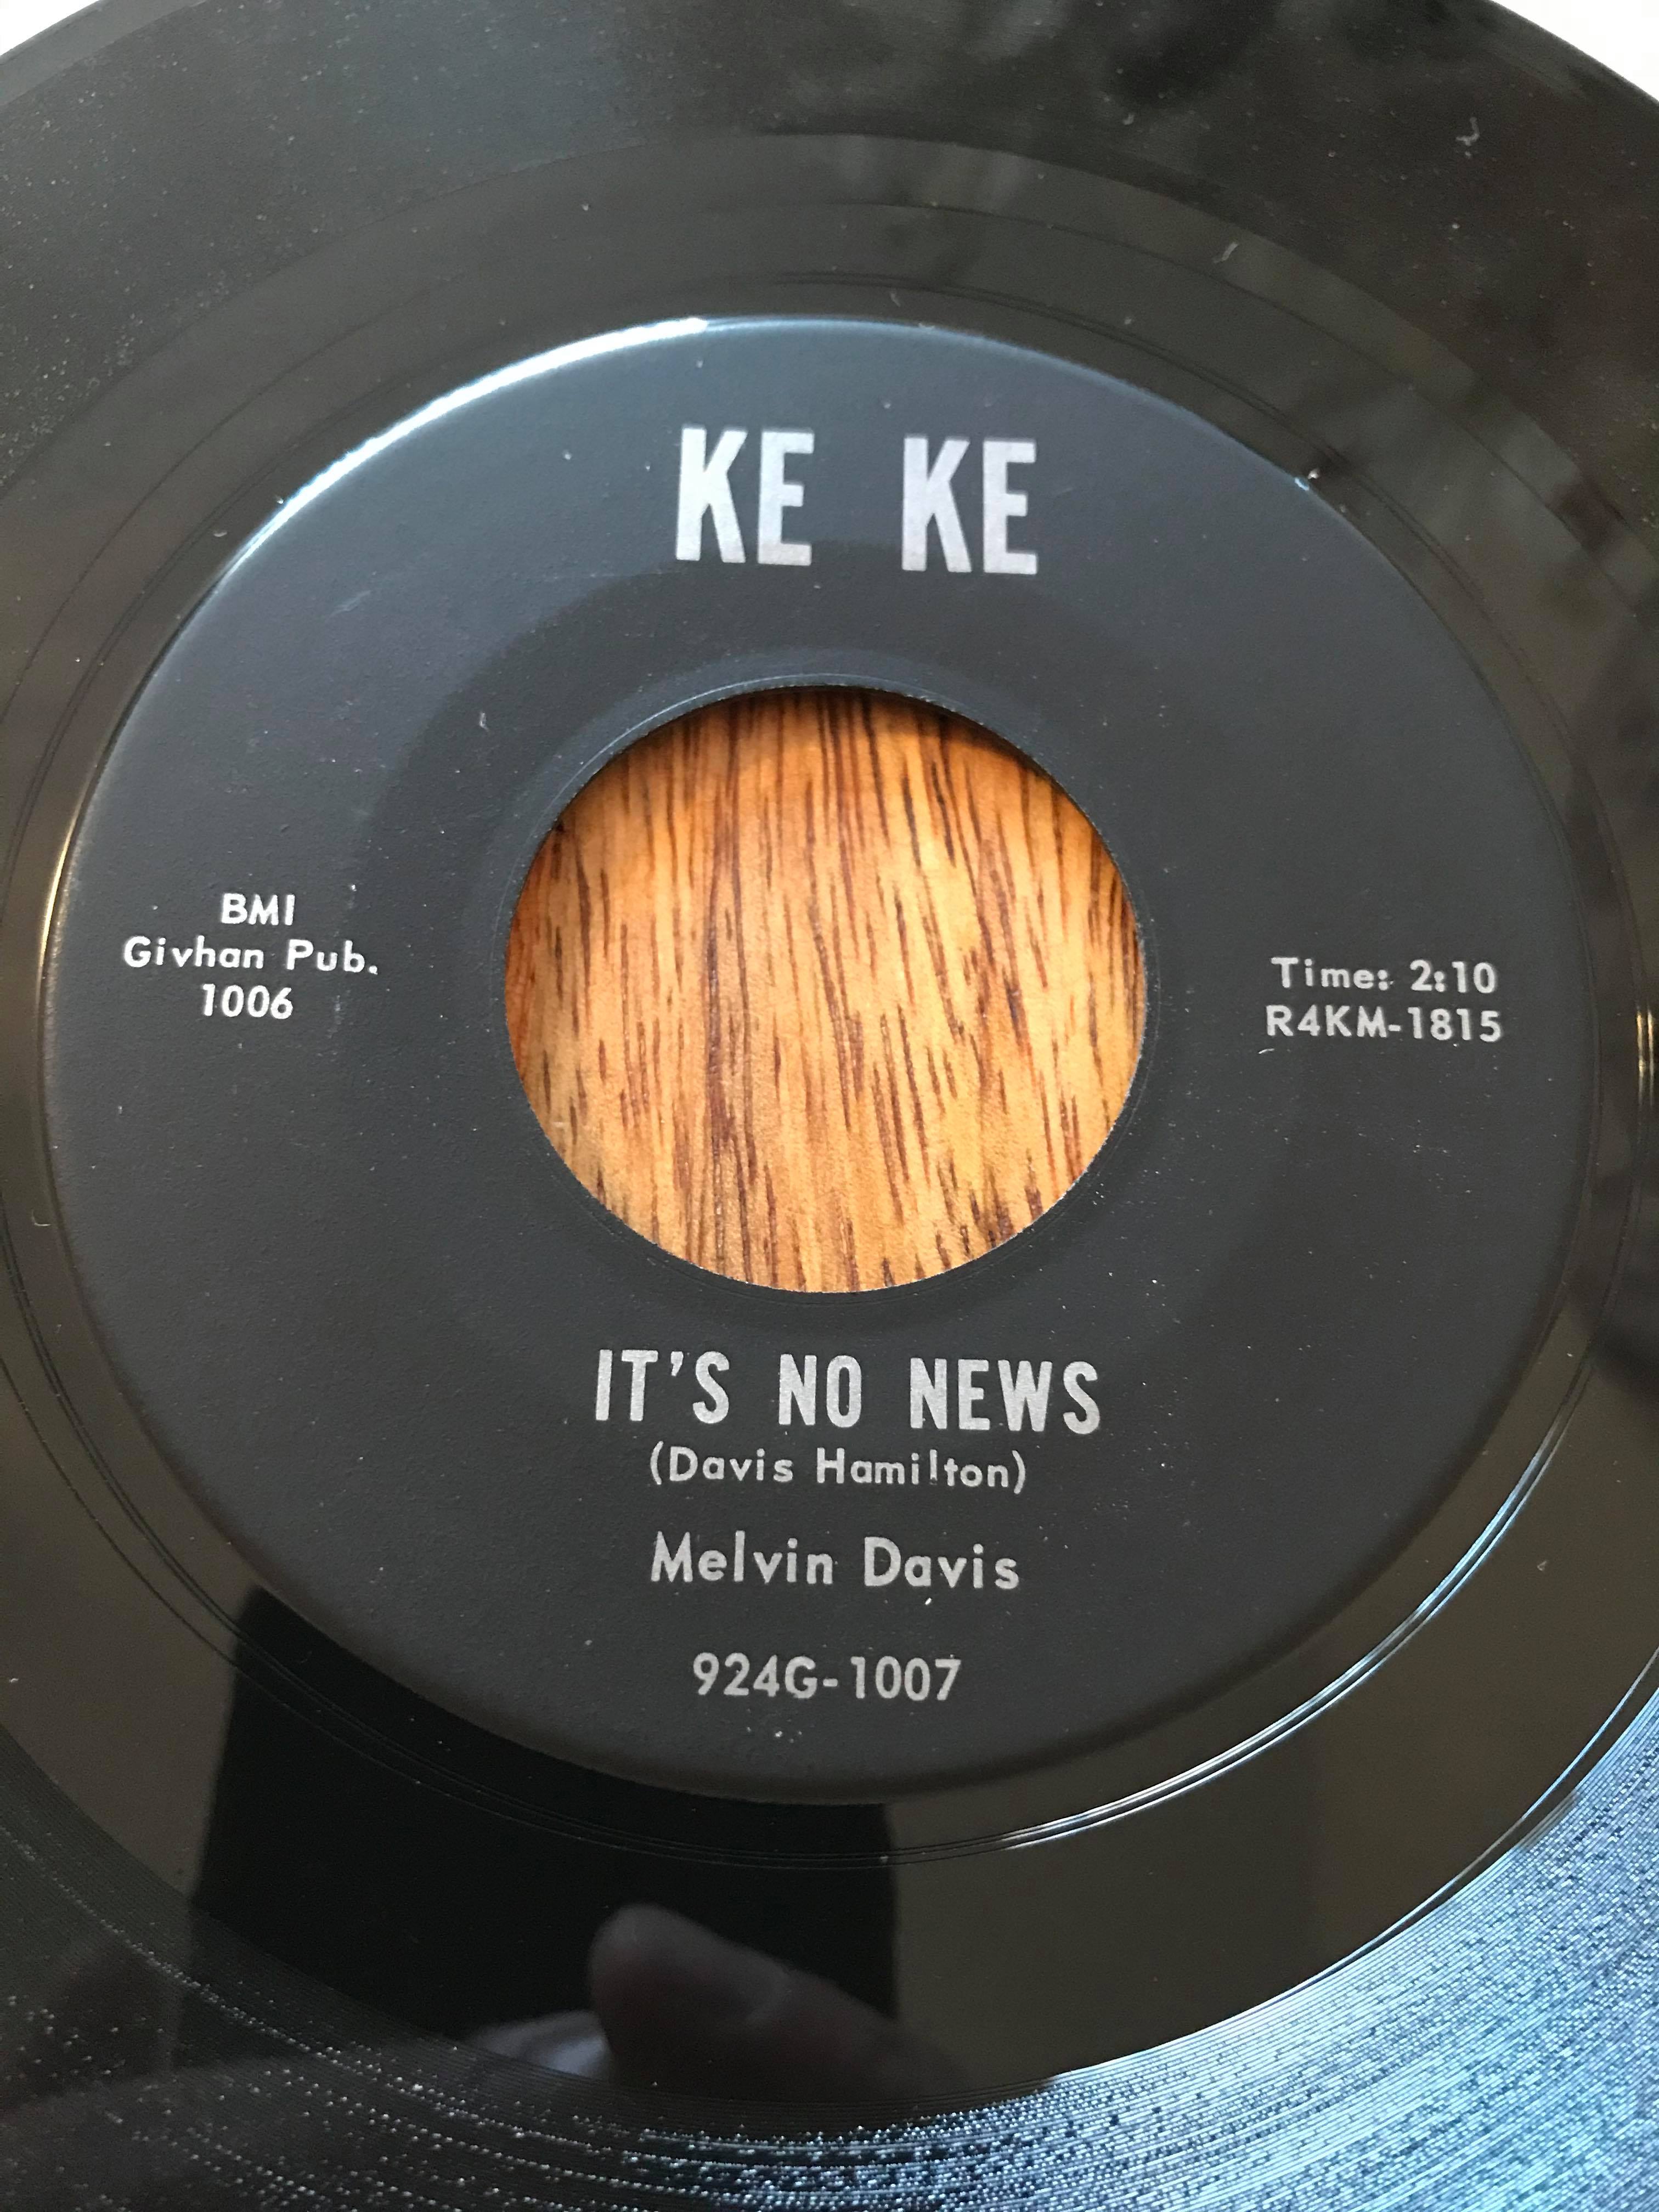 KE KE
BMI
Givhan Pub.
1006
Time: 2:10
R4KM-1815
IT'S NO NEWS
(Davis Hamilton)
Melvin Davis
924G-1007